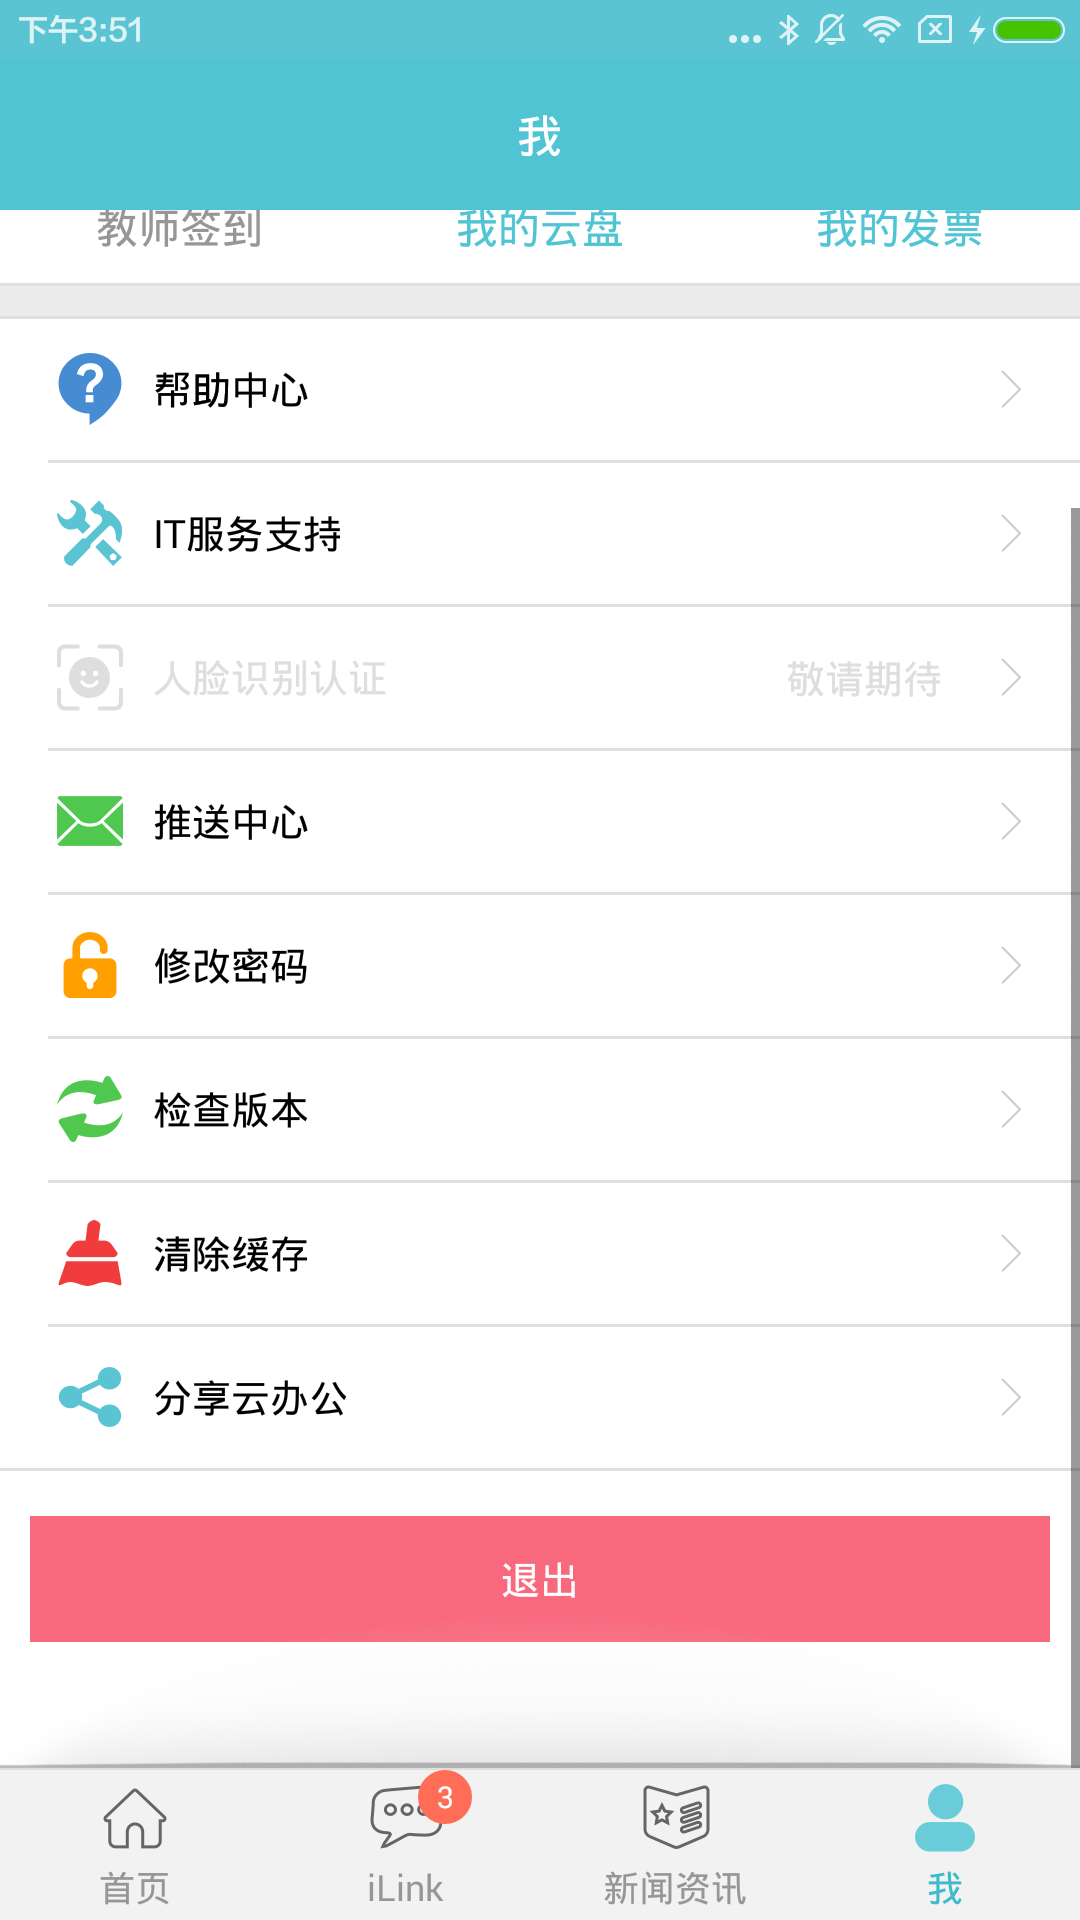 下午3:51
我
教师签到 我的云盘 我的发票
帮助中心
IT服务支持
人脸识别认证 敬请期待
推送中心
修改密码
检查版本
清除缓存
分享云办公
退出
3
首页 iLink 新闻资讯 我